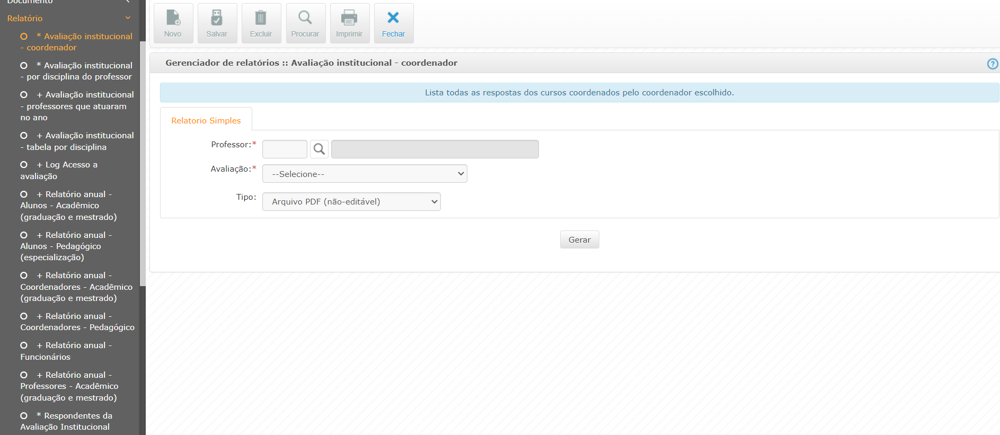 Documento
Relatório
* Avaliação institucional
- coordenador
* Avaliação institucional
- por disciplina do professor
+ Avaliação institucional
- professores que atuaram
no ano
+ Avaliação institucional
- tabela por disciplina
+ Log Acesso a
avaliação
+ Relatório anual -
Alunos - Acadêmico
(graduação e mestrado)
+ Relatório anual -
Alunos - Pedagógico
(especialização)
+ Relatório anual -
Coordenadores - Acadêmico
(graduação e mestrado)
+ Relatório anual -
Coordenadores - Pedagógico
+ Relatório anual -
Funcionários
+ Relatório anual -
Professores - Acadêmico
(graduação e mestrado)
* Respondentes da
Avaliação Institucional
Novo
Salvar
Excluir
Procurar
Imprimir
Fechar
Gerenciador de relatórios :: Avaliação institucional - coordenador
?
Lista todas as respostas dos cursos coordenados pelo coordenador escolhido.
Relatorio Simples
Professor:*
Avaliação:* --Selecione--
Tipo: Arquivo PDF (não-editável)
Gerar